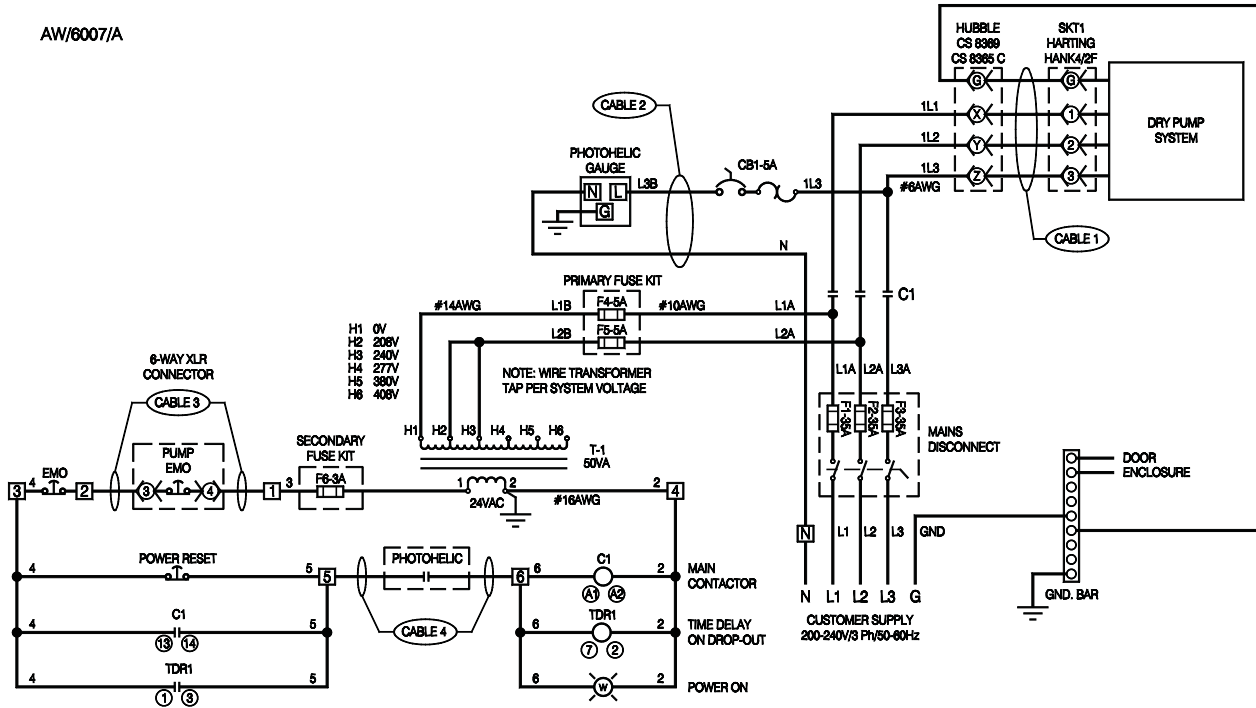 AW/6007/A
HUBBLE
CS 8369
CS 8365 C
SKT1
HARTING
HANK4/2F
G
G
CABLE 2
1L1
X
1
DRY PUMP
SYSTEM
1L2
Y
2
PHOTOHELIC
GAUGE
CB1-5A
1L3
Z
3
N
L
L3B
1L3
#6AWG
G
CABLE 1
N
PRIMARY FUSE KIT
C1
#14AWG
L1B
F4-5A
#10AWG
L1A
L2B
F5-5A
L2A
H1 0V
H2 208V
H3 240V
H4 277V
H5 380V
H6 408V
NOTE: WIRE TRANSFORMER
TAP PER SYSTEM VOLTAGE
L1A
L2A
L3A
6-WAY XLR
CONNECTOR
CABLE 3
F1-35A
F2-35A
F3-35A
MAINS
DISCONNECT
H1
H2
H3
H4
H5
H6
T-1
50VA
SECONDARY
FUSE KIT
PUMP
EMO
DOOR
ENCLOSURE
3
4
EMO
2
3
4
1
3
F6-3A
1
24VAC
2
#16AWG
2
4
N
L1
L2
L3
GND
4
POWER RESET
5
5
PHOTOHELIC
6
6
C1
A1
A2
2
MAIN
CONTACTOR
N
L1
L2
L3
G
GND. BAR
CUSTOMER SUPPLY
200-240V/3 Ph/50-60Hz
4
C1
13
14
5
CABLE 4
6
TDR1
7
2
2
TIME DELAY
ON DROP-OUT
4
TDR1
1
3
5
6
W
2
POWER ON